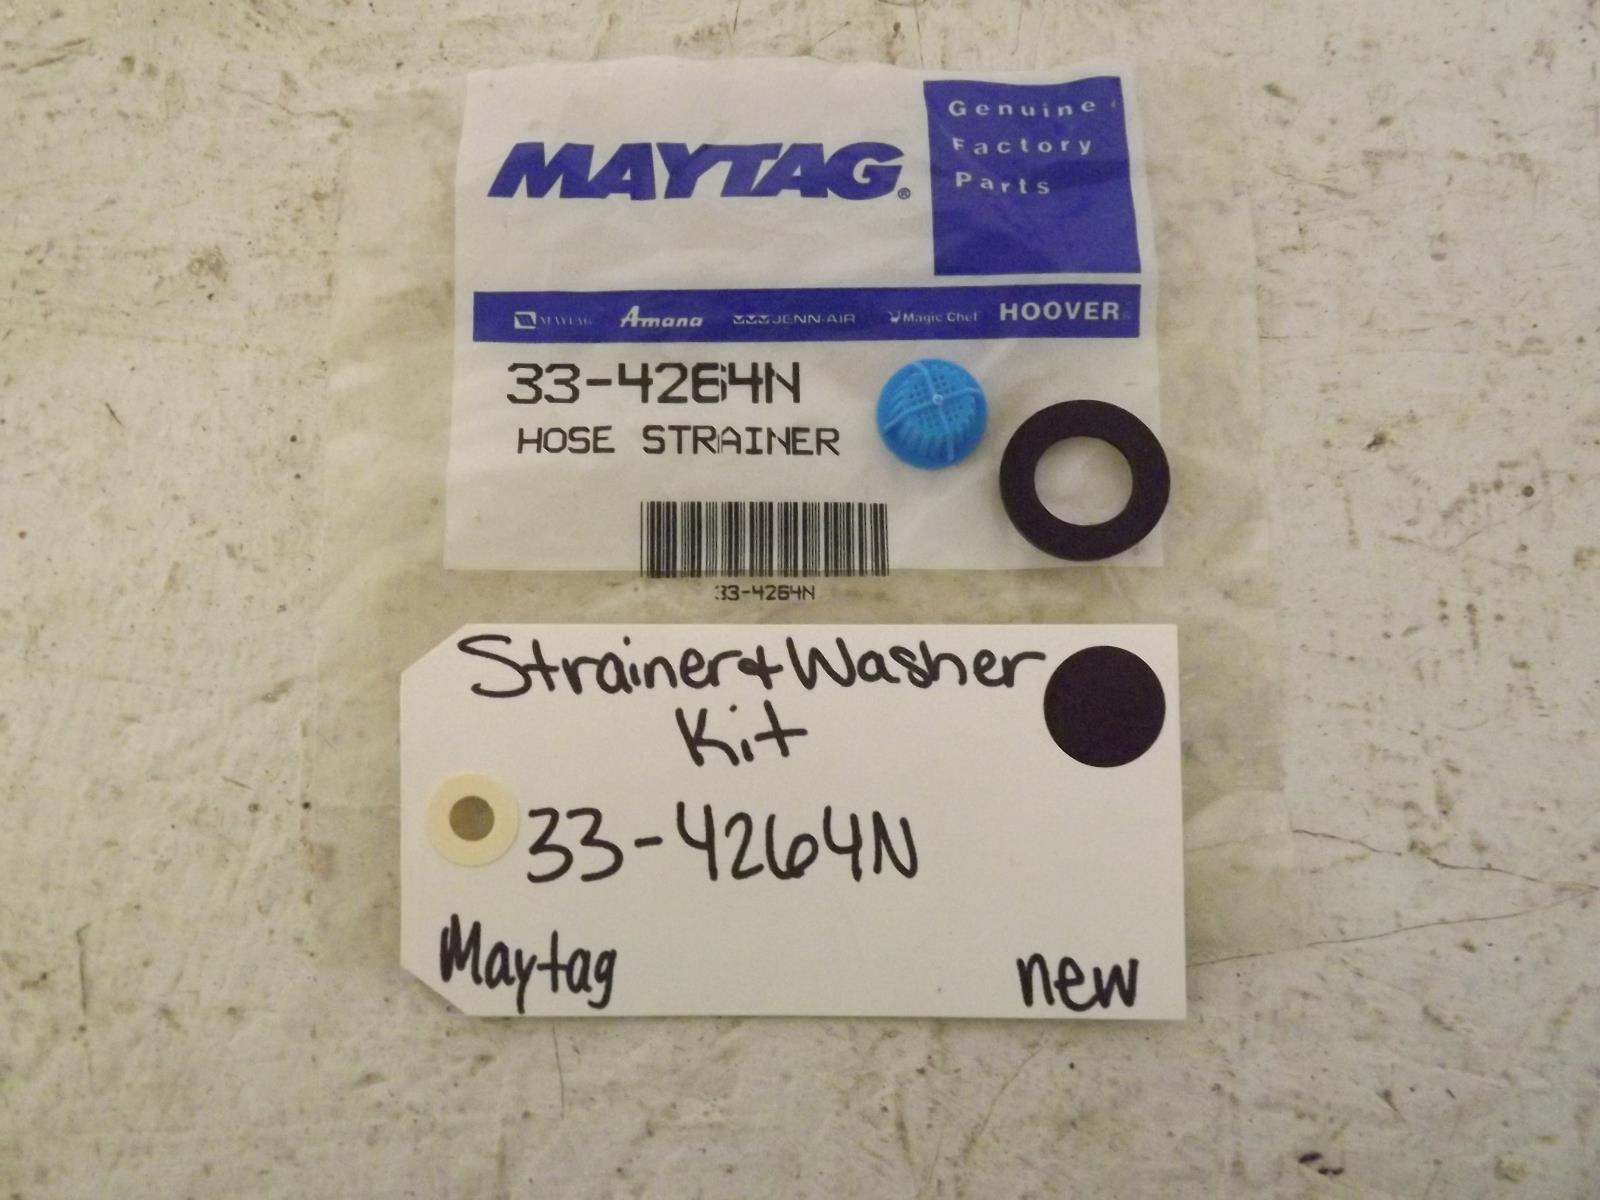 MAYTAG®
Genuine
Factory
Parts
MAYTAG Amana JENN-AIR Magic Chef HOOVER
33-4264N
HOSE STRAINER
33-4264N
Strainer & Washer
Kit
33-4264N
Maytag new